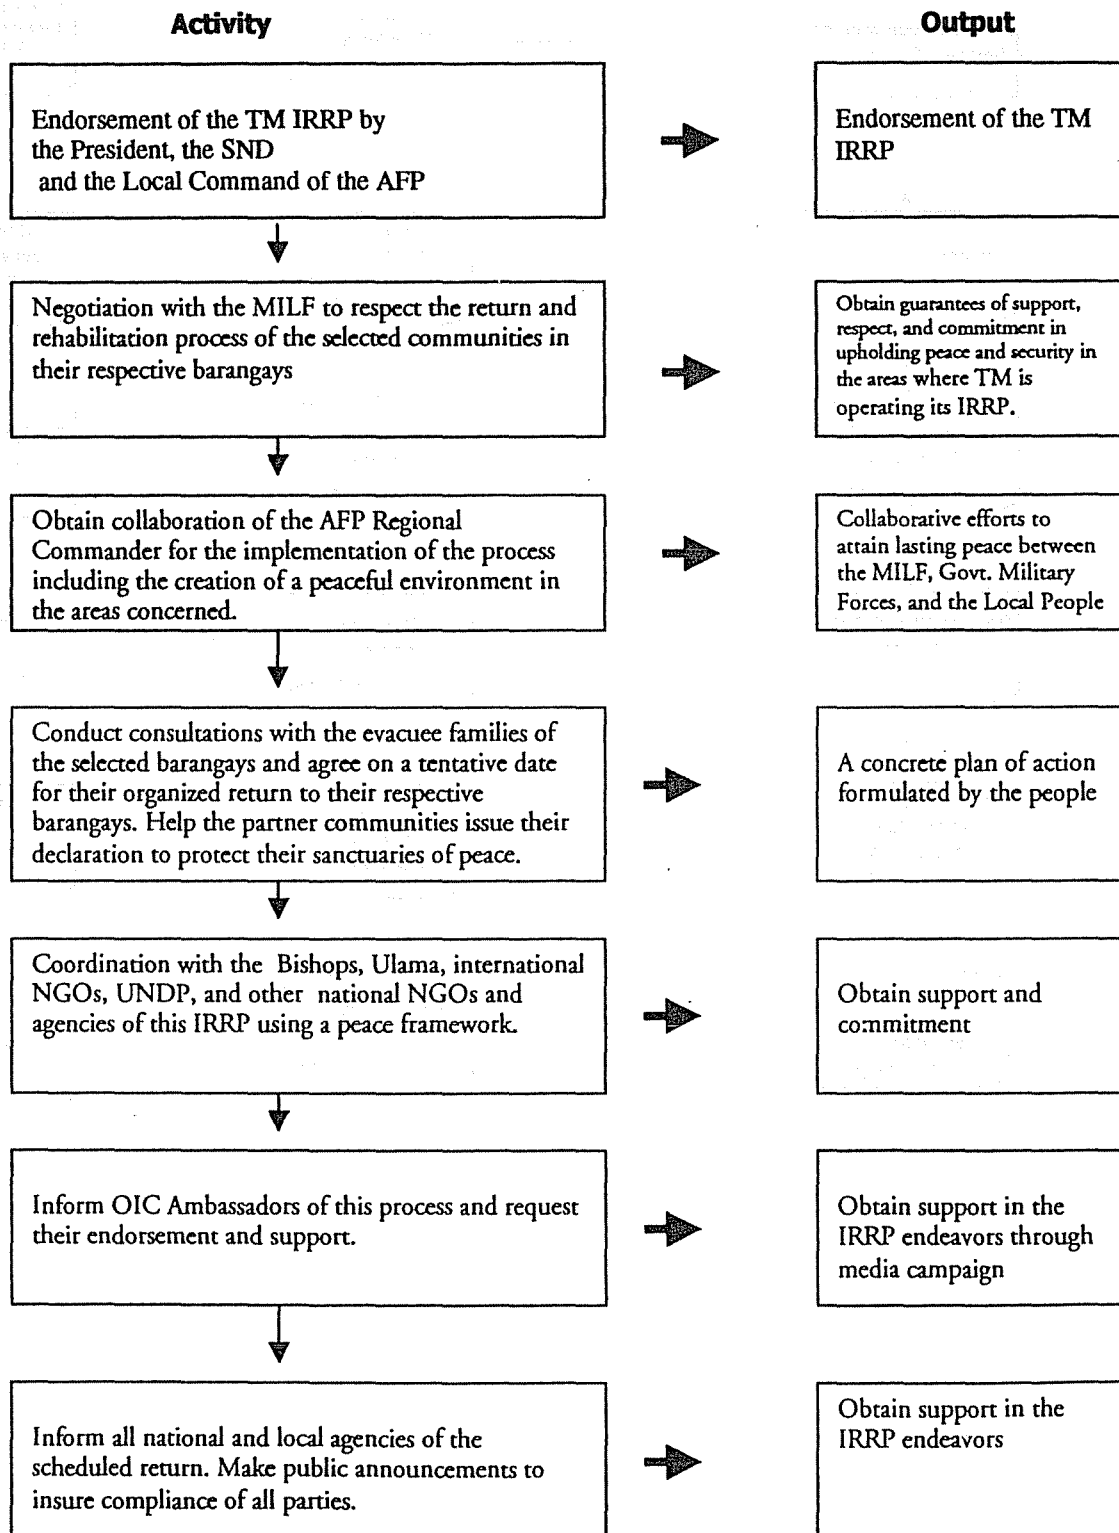 Activity
Output
Endorsement of the TM IRRP by
the President, the SND
and the Local Command of the AFP
Endorsement of the TM
IRRP
Negotiation with the MILF to respect the return and
rehabilitation process of the selected communities in
their respective barangays
Obtain guarantees of support,
respect, and commitment in
upholding peace and security in
the areas where TM is
operating its IRRP.
Obtain collaboration of the AFP Regional
Commander for the implementation of the process
including the creation of a peaceful environment in
the areas concerned.
Collaborative efforts to
attain lasting peace between
the MILF, Govt. Military
Forces, and the Local People
Conduct consultations with the evacuee families of
the selected barangays and agree on a tentative date
for their organized return to their respective
barangays. Help the partner communities issue their
declaration to protect their sanctuaries of peace.
A concrete plan of action
formulated by the people
Coordination with the Bishops, Ulama, international
NGOs, UNDP, and other national NGOs and
agencies of this IRRP using a peace framework.
Obtain support and
commitment
Inform OIC Ambassadors of this process and request
their endorsement and support.
Obtain support in the
IRRP endeavors through
media campaign
Inform all national and local agencies of the
scheduled return. Make public announcements to
insure compliance of all parties.
Obtain support in the
IRRP endeavors